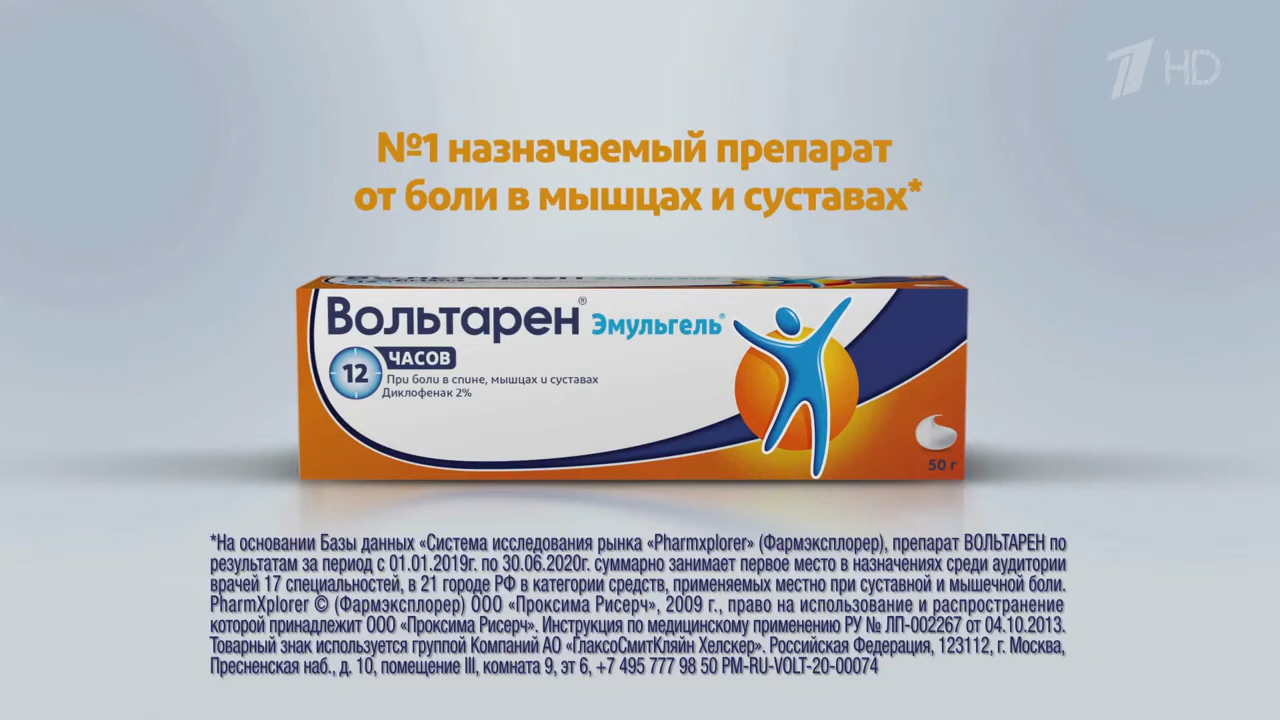 1 HD
№1 назначаемый препарат
от боли в мышцах и суставах*
Вольтарен Эмульгель
Вольтарен® Эмульгель®
12 ЧАСОВ
При боли в спине, мышцах и суставах
Диклофенак 2%
50 г
*На основании Базы данных «Система исследования рынка «Pharmxplorer» (Фармэксплорер), препарат ВОЛЬТАРЕН по
результатам за период с 01.01.2019г. по 30.06.2020г. суммарно занимает первое место в назначениях среди аудитории
врачей 17 специальностей, в 21 городе РФ в категории средств, применяемых местно при суставной и мышечной боли.
PharmXplorer © (Фармэксплорер) ООО «Проксима Рисерч», 2009 г., право на использование и распространение
которой принадлежит ООО «Проксима Рисерч». Инструкция по медицинскому применению РУ № ЛП-002267 от 04.10.2013.
Товарный знак используется группой Компаний АО «ГлаксоСмитКляйн Хелскер». Российская Федерация, 123112, г. Москва,
Пресненская наб., д. 10, помещение III, комната 9, эт 6, +7 495 777 98 50 PM-RU-VOLT-20-00074